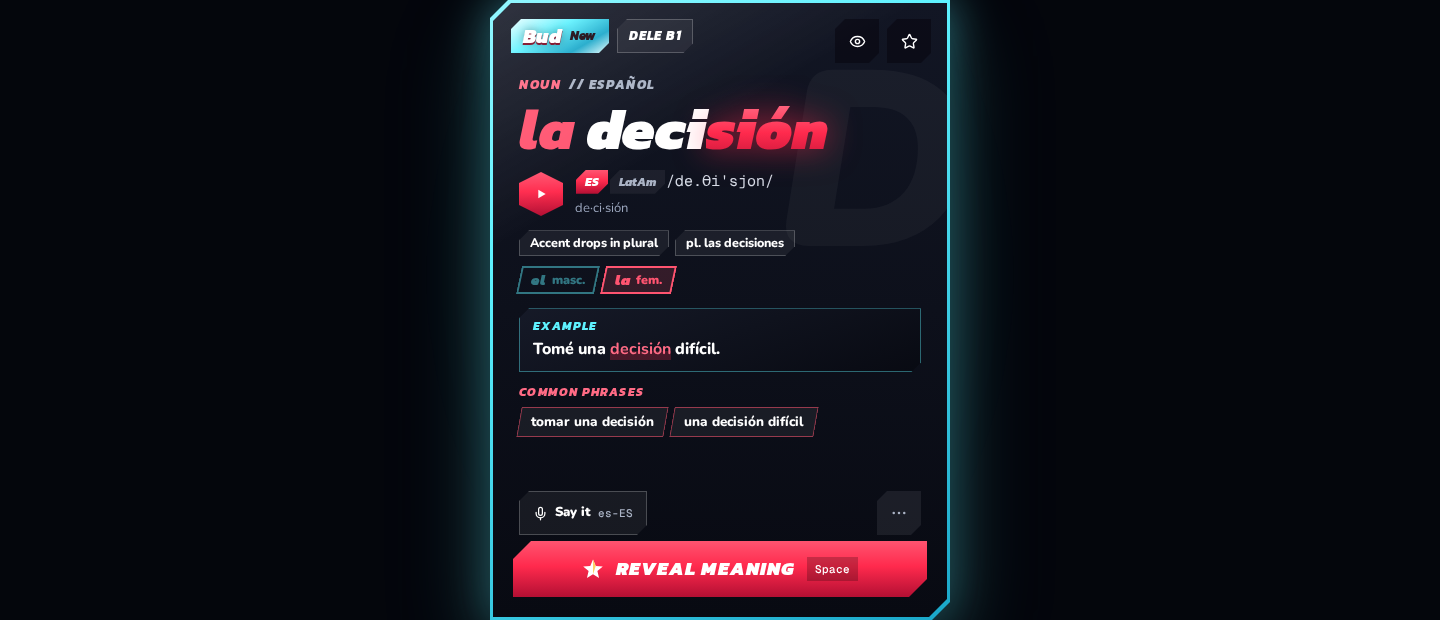 Bud New DELE B1
NOUN // ESPAÑOL
la decisión
D
ES LatAm /de.θi'sjon/
de·ci·sión
Accent drops in plural pl. las decisiones
el masc. la fem.
EXAMPLE
Tomé una decisión difícil.
COMMON PHRASES
tomar una decisión una decisión difícil
Say it es-ES ...
REVEAL MEANING Space